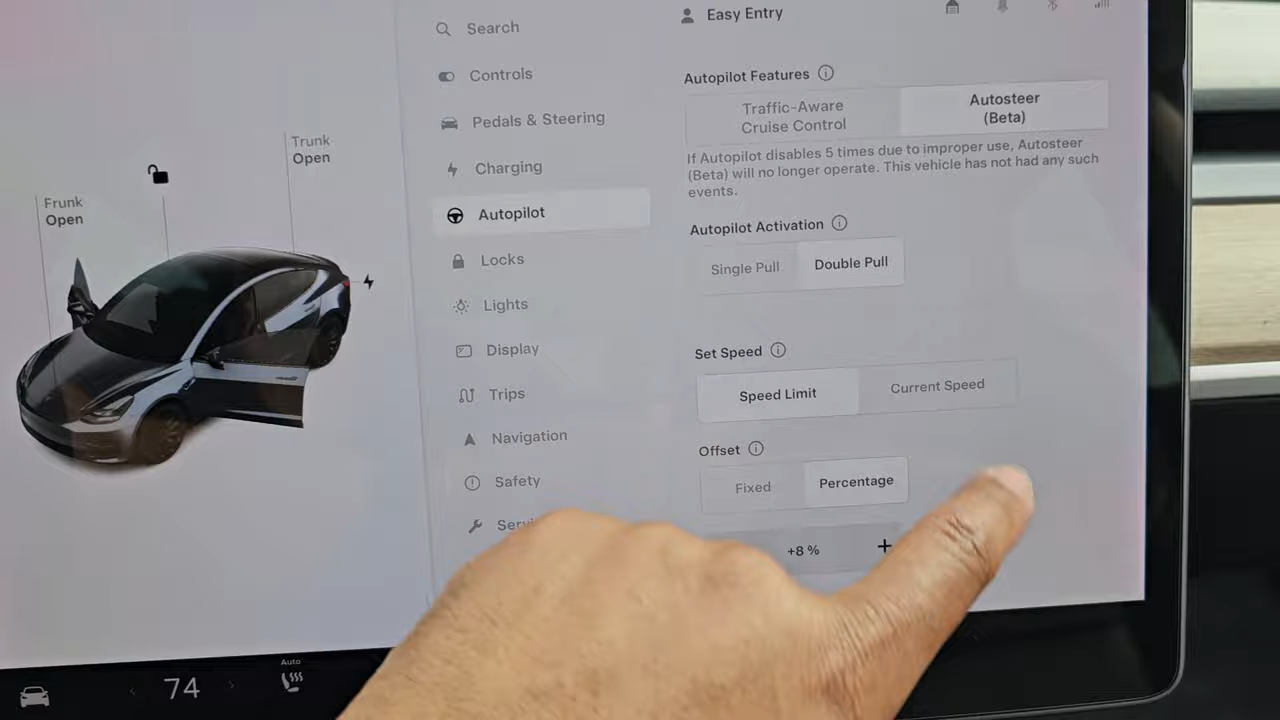 Trunk
Open
Frunk
Open
Search
Controls
Pedals & Steering
Charging
Autopilot
Locks
Lights
Display
Trips
Navigation
Safety
Easy Entry
Autopilot Features
Traffic-Aware
Cruise Control
Autosteer
(Beta)
If Autopilot disables 5 times due to improper use, Autosteer
(Beta) will no longer operate. This vehicle has not had any such
events.
Autopilot Activation
Single Pull
Double Pull
Set Speed
Speed Limit
Current Speed
Offset
Fixed
Percentage
+8 %
+
74
Auto